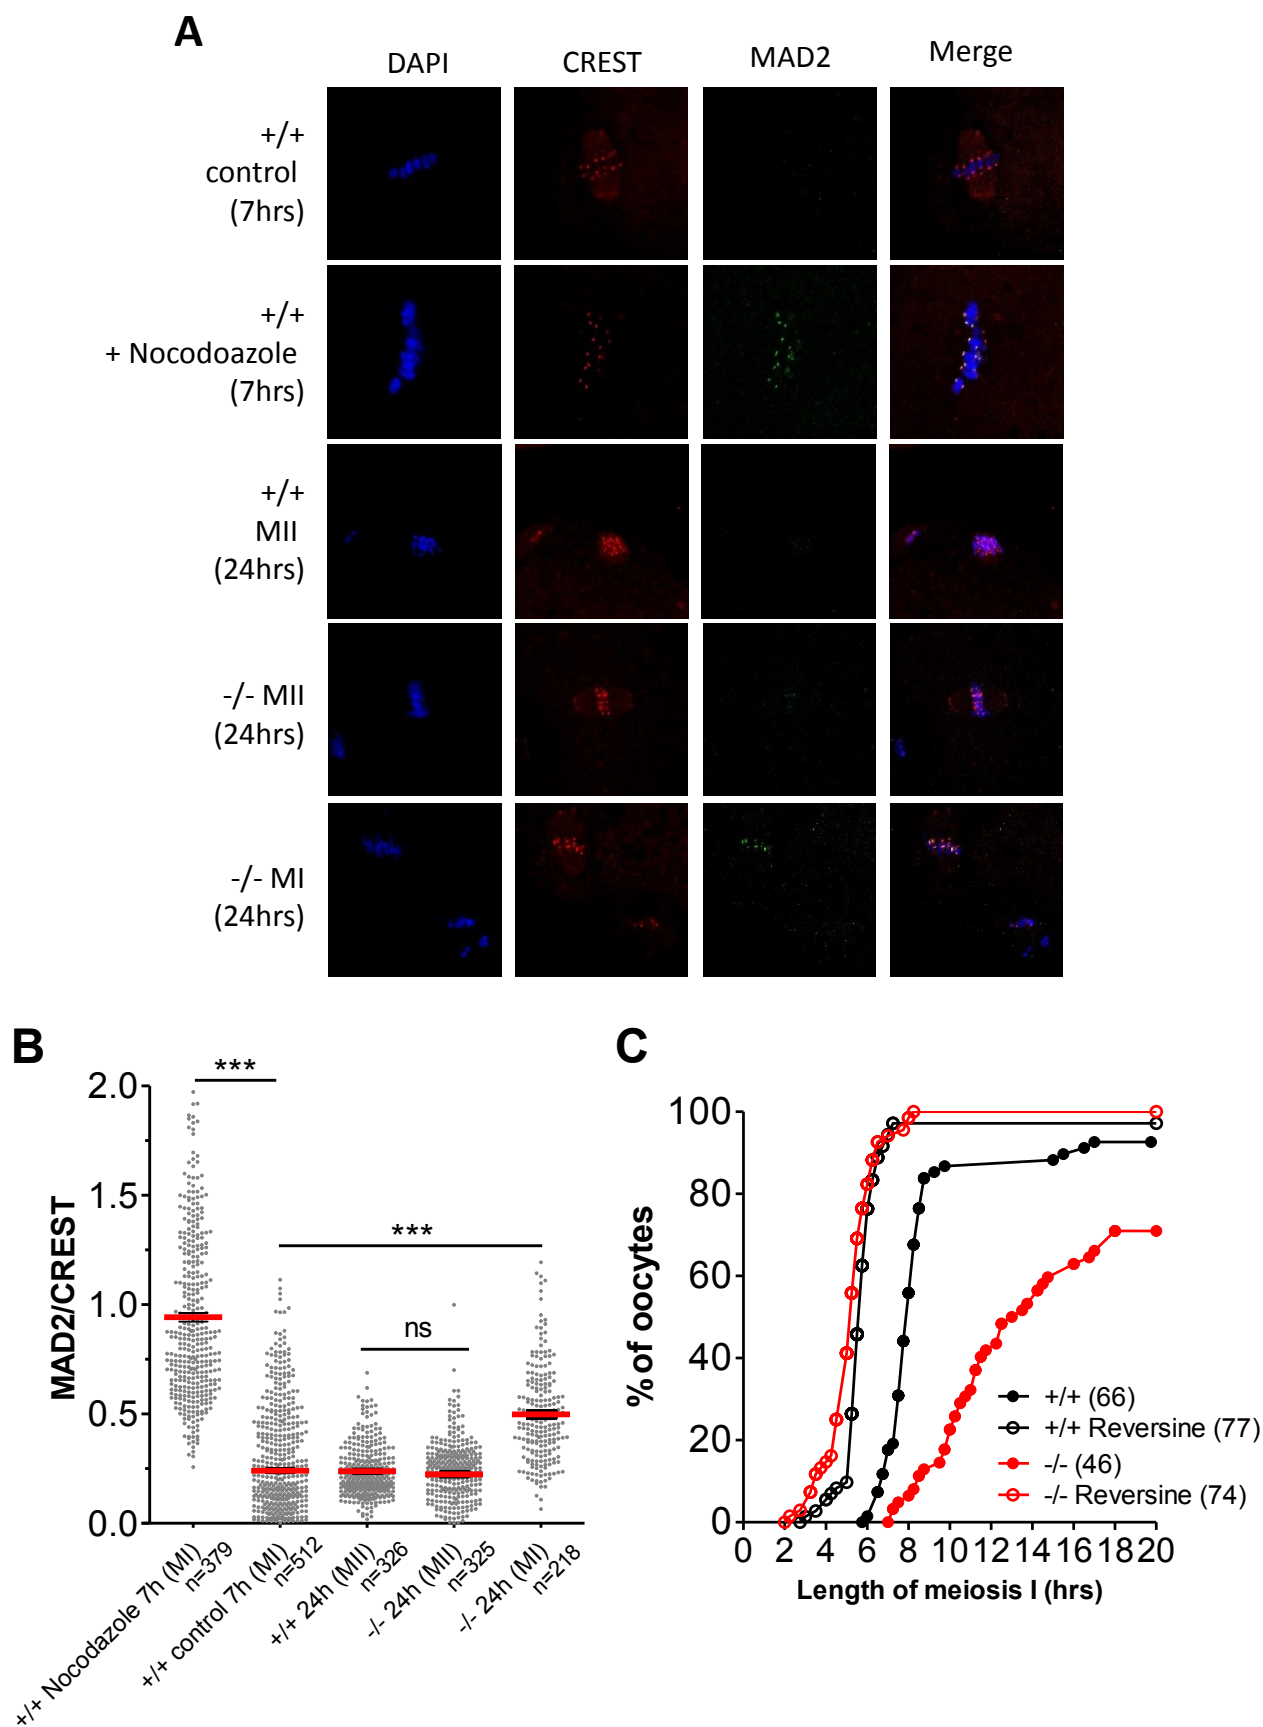 A
DAPI
CREST
MAD2
Merge
+/+
control
(7hrs)
+/+
+ Nocodoazole
(7hrs)
+/+
MII
(24hrs)
-/- MII
(24hrs)
-/- MI
(24hrs)
B
MAD2/CREST
2.0
1.5
1.0
0.5
0.0
***
***
ns
+/+ Nocodazole 7h (MI)
n=379
+/+ control 7h (MI)
n=512
+/+ 24h (MII)
n=326
-/- 24h (MII)
n=325
-/- 24h (MI)
n=218
C
% of oocytes
100
80
60
40
20
0
+/+ (66)
+/+ Reversine (77)
-/- (46)
-/- Reversine (74)
0 2 4 6 8 10 12 14 16 18 20
Length of meiosis I (hrs)